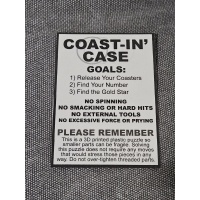 COAST-IN'
CASE
GOALS:
1) Release Your Coasters
2) Find Your Number
3) Find the Gold Star
NO SPINNING
NO SMACKING OR HARD HITS
NO EXTERNAL TOOLS
NO EXCESSIVE FORCE OR PRYING
PLEASE REMEMBER
This is a 3D printed plastic puzzle so
smaller parts can be fragile. Solving
this puzzle does not require any moves
that would stress those pieces in any
way. Do not over-tighten threaded parts.